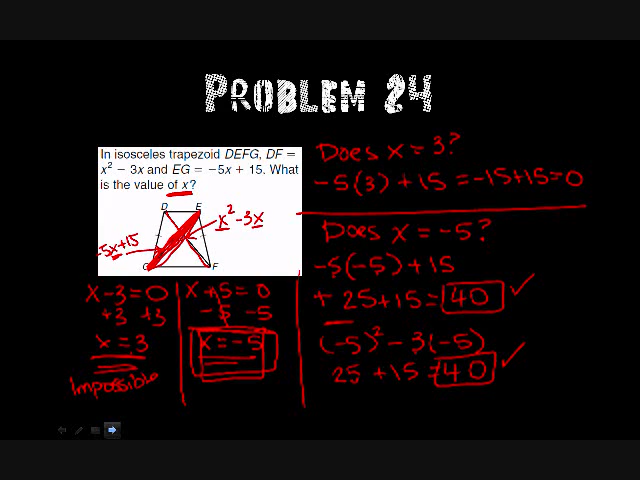 PROBLEM 24
In isosceles trapezoid DEFG, DF =
x² − 3x and EG = −5x + 15. What
is the value of x?
D E
x²-3x
-5x+15
G F
x-3=0
+3 +3
x=3
Impossible
x+5=0
-5 -5
x=-5
Does x=3?
-5(3)+15=-15+15=0
Does x=-5?
-5(-5)+15
+25+15=40 ✓
(-5)²-3(-5)
25+15=40 ✓